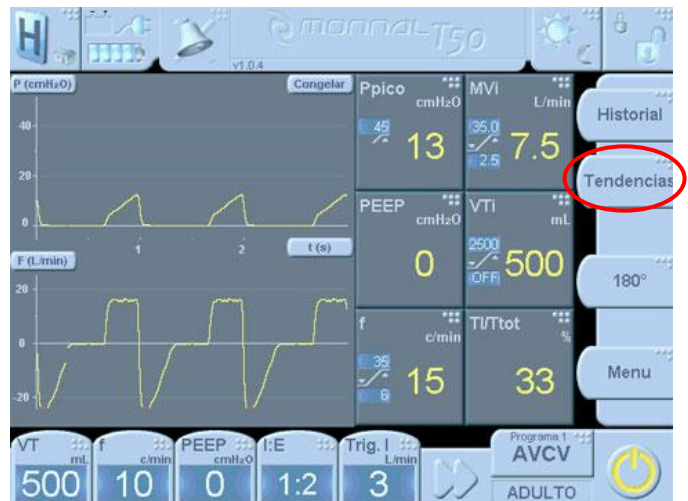 H
monnal T50
v1.0.4
P (cmH₂O)
Congelar
40
20
0
1
2
t (s)
F (L/min)
20
0
-20
Ppico
cmH2O
45
13
MVi
L/min
35.0
2.5
7.5
PEEP
cmH2O
0
VTi
mL
2500
OFF
500
f
c/min
35
6
15
TI/Ttot
%
33
Historial
Tendencias
180°
Menu
VT
mL
500
f
c/min
10
PEEP
cmH2O
0
I:E
1:2
Trig. I
L/min
3
Programa 1
AVCV
ADULTO